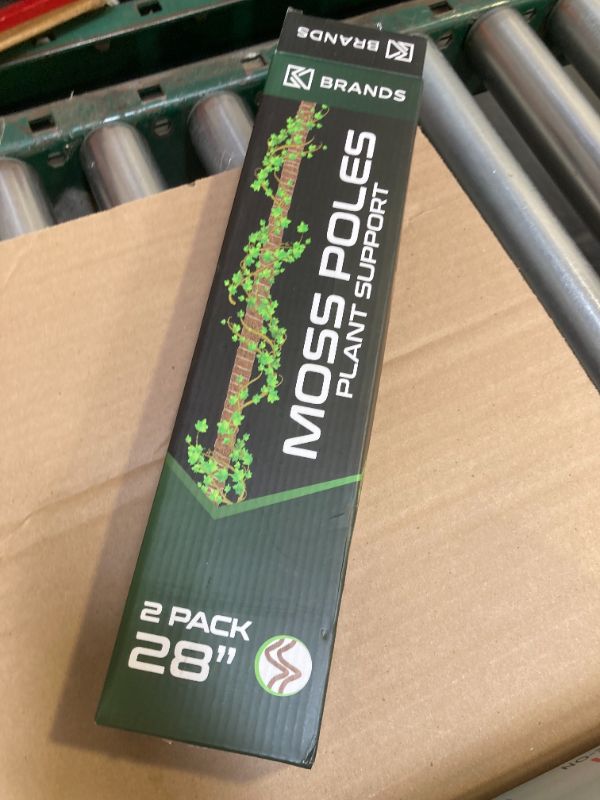 BRANDS
BRANDS
MOSS POLES
PLANT SUPPORT
2 PACK
28”